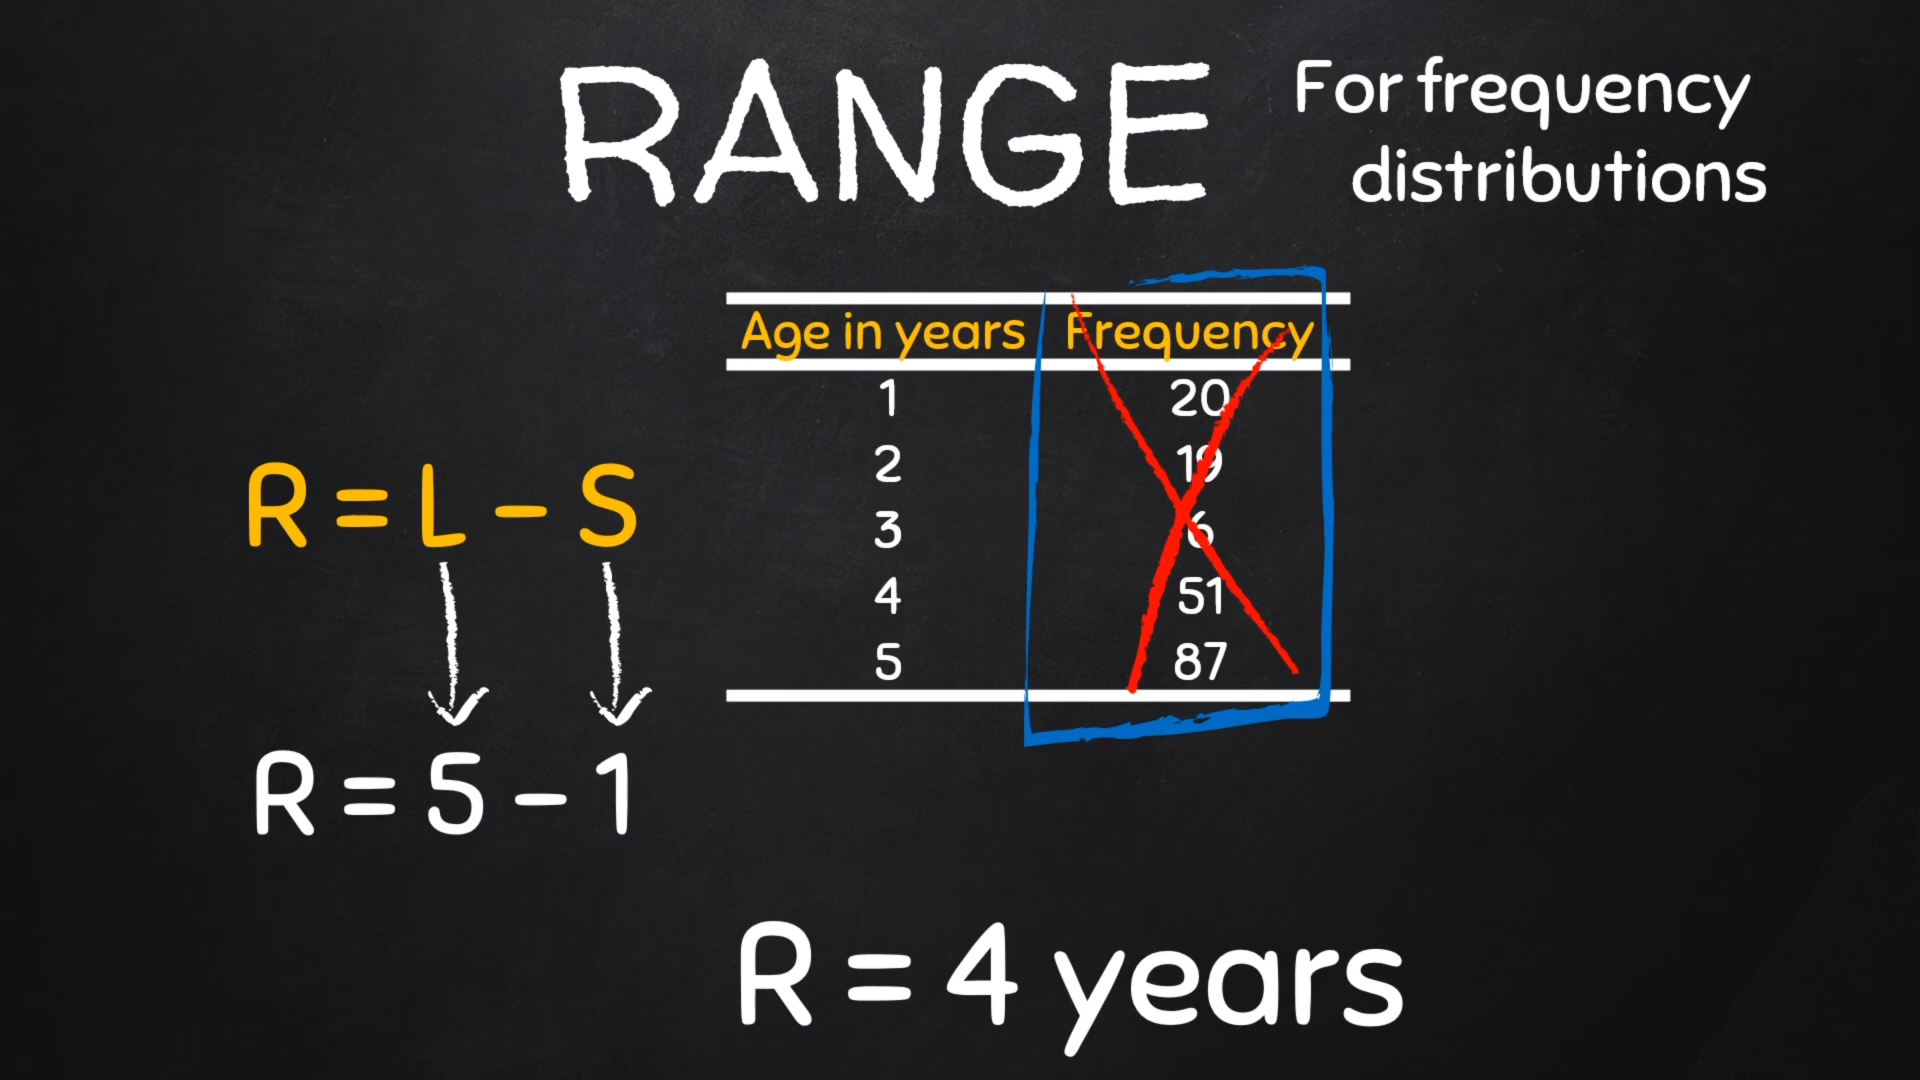 RANGE
For frequency
distributions
Age in years Frequency
1 20
2 19
3 6
4 51
5 87
R = L - S
R = 5 - 1
R = 4 years